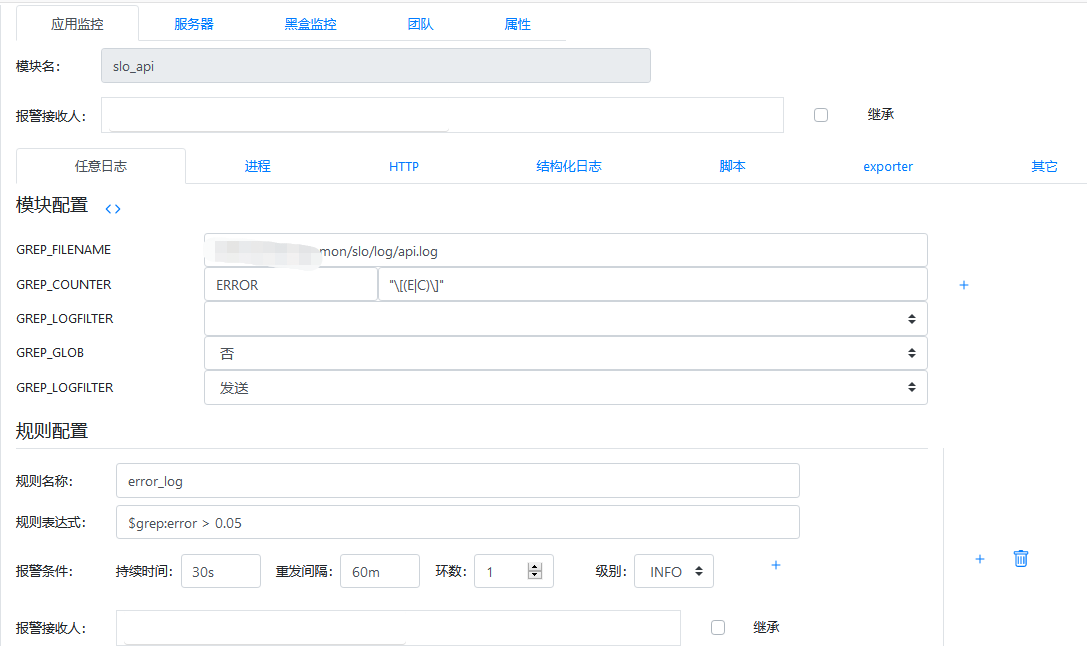 应用监控 服务器 黑盒监控 团队 属性
模块名: slo_api
报警接收人: 继承
任意日志 进程 HTTP 结构化日志 脚本 exporter 其它
模块配置 <>
GREP_FILENAME mon/slo/log/api.log
GREP_COUNTER ERROR "\[(E|C)\]" +
GREP_LOGFILTER
GREP_GLOB 否
GREP_LOGFILTER 发送
规则配置
规则名称: error_log
规则表达式: $grep:error > 0.05
报警条件: 持续时间: 30s 重发间隔: 60m 环数: 1 级别: INFO + +
报警接收人: 继承